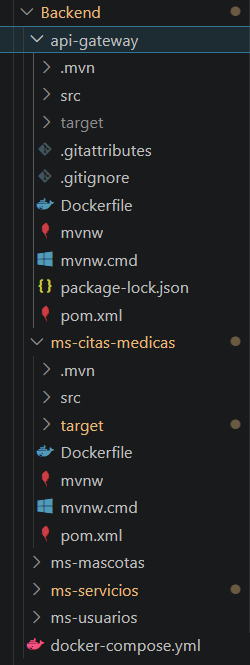 Backend
api-gateway
.mvn
src
target
.gitattributes
.gitignore
Dockerfile
mvnw
mvnw.cmd
package-lock.json
pom.xml
ms-citas-medicas
.mvn
src
target
Dockerfile
mvnw
mvnw.cmd
pom.xml
ms-mascotas
ms-servicios
ms-usuarios
docker-compose.yml